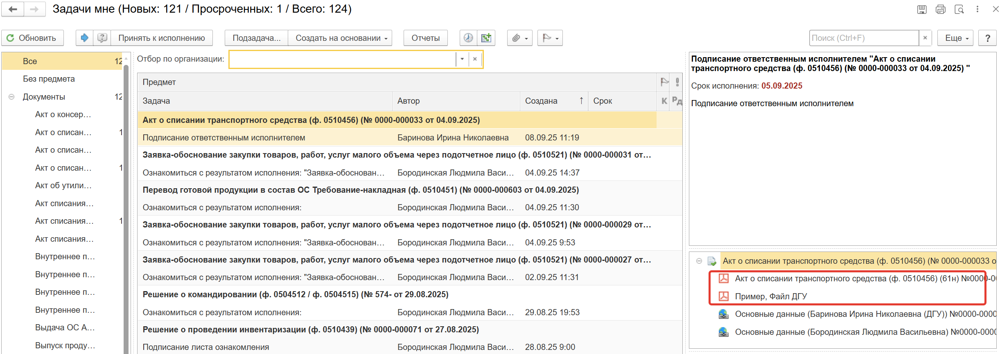 Задачи мне (Новых: 121 / Просроченных: 1 / Всего: 124)
Обновить
Принять к исполнению
Подзадача...
Создать на основании
Отчеты
Поиск (Ctrl+F)
×
Еще
?
Все 12
Без предмета
Документы 12
Акт о консер...
Акт о списан... 1
Акт о списан...
Акт о списан... 1
Акт об утили...
Акт списания...
Акт списания... 1
Акт списания...
Внутреннее п...
Внутреннее п...
Внутреннее п...
Внутреннее п...
Выдача ОС А...
Выпуск проду...
Отбор по организации:
×
Предмет
Задача Автор Создана ↑ Срок К Рд
Акт о списании транспортного средства (ф. 0510456) (№ 0000-000033 от 04.09.2025)
Подписание ответственным исполнителем Баринова Ирина Николаевна 08.09.25 11:19
Заявка-обоснование закупки товаров, работ, услуг малого объема через подотчетное лицо (ф. 0510521) (№ 0000-000031 от...
Ознакомиться с результатом исполнения: "Заявка-обоснован... Бородинская Людмила Васи... 04.09.25 14:37
Перевод готовой продукции в состав ОС Требование-накладная (ф. 0510451) (№ 0000-000603 от 04.09.2025)
Ознакомиться с результатом исполнения: Бородинская Людмила Васи... 04.09.25 11:30
Заявка-обоснование закупки товаров, работ, услуг малого объема через подотчетное лицо (ф. 0510521) (№ 0000-000029 от...
Ознакомиться с результатом исполнения: "Заявка-обоснован... Бородинская Людмила Васи... 04.09.25 9:53
Заявка-обоснование закупки товаров, работ, услуг малого объема через подотчетное лицо (ф. 0510521) (№ 0000-000027 от...
Ознакомиться с результатом исполнения: "Заявка-обоснован... Бородинская Людмила Васи... 02.09.25 11:31
Решение о командировании (ф. 0504512 / ф. 0504515) (№ 574- от 29.08.2025)
Ознакомиться с результатом исполнения: Бородинская Людмила Васи... 29.08.25 19:53
Решение о проведении инвентаризации (ф. 0510439) (№ 0000-000071 от 27.08.2025)
Подписание листа ознакомления Бородинская Людмила Васи... 28.08.25 9:00
Подписание ответственным исполнителем "Акт о списании
транспортного средства (ф. 0510456) (№ 0000-000033 от 04.09.2025) "
Срок исполнения: 05.09.2025
Подписание ответственным исполнителем
Акт о списании транспортного средства (ф. 0510456) (№ 0000-000033 о
Акт о списании транспортного средства (ф. 0510456) (61н) №0000-0
Пример, Файл ДГУ
Основные данные (Баринова Ирина Николаевна (ДГУ)) №0000-0000
Основные данные (Бородинская Людмила Васильевна) №0000-0000